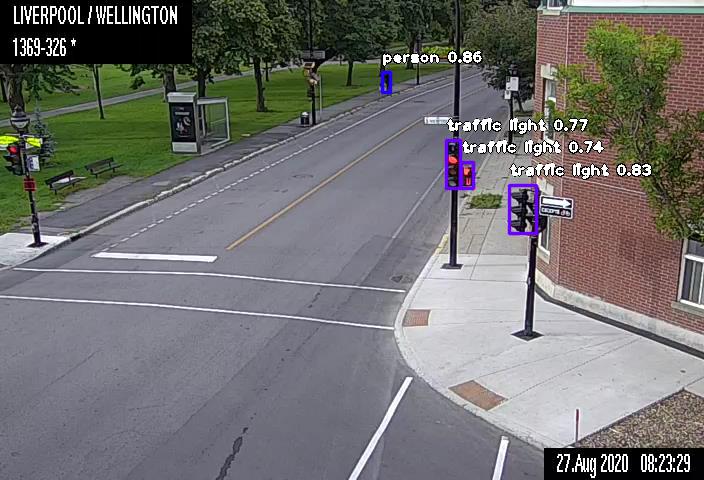 LIVERPOOL / WELLINGTON
1369-326 *
person 0.86
traffic light 0.77
traffic light 0.74
traffic light 0.83
27.Aug 2020 08:23:29